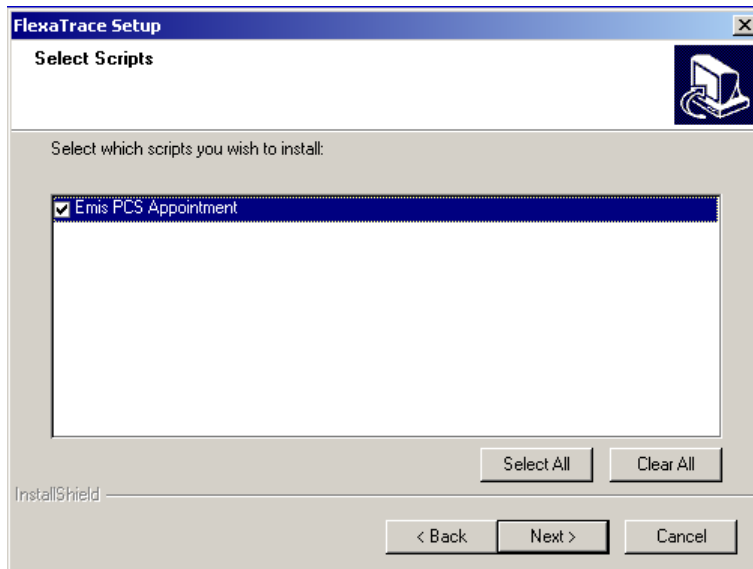 FlexaTrace Setup
Select Scripts
Select which scripts you wish to install:
Emis PCS Appointment
Select All
Clear All
InstallShield
< Back
Next >
Cancel